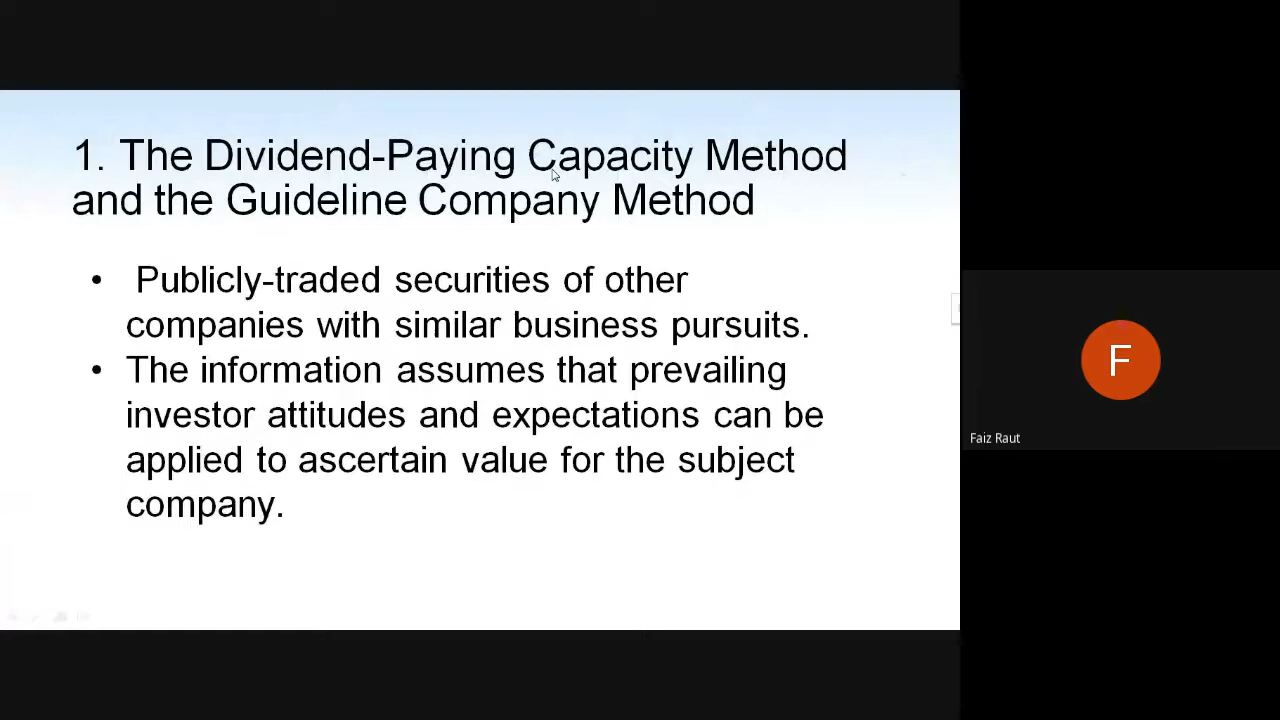 1. The Dividend-Paying Capacity Method
and the Guideline Company Method
• Publicly-traded securities of other
companies with similar business pursuits.
• The information assumes that prevailing
investor attitudes and expectations can be
applied to ascertain value for the subject
company.
F
Faiz Raut